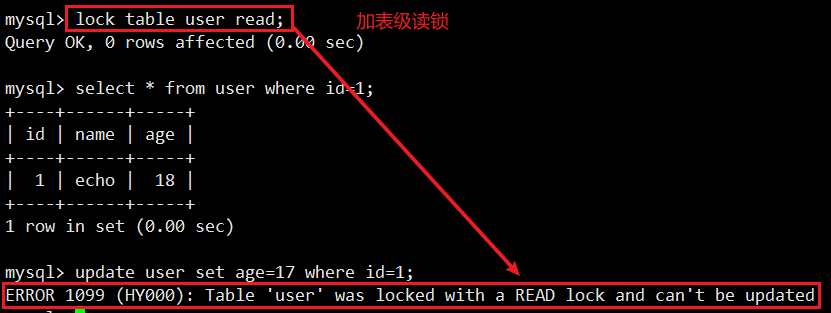 mysql> lock table user read; 加表级读锁
Query OK, 0 rows affected (0.00 sec)
mysql> select * from user where id=1;
+----+------+-----+
| id | name | age |
+----+------+-----+
| 1 | echo | 18 |
+----+------+-----+
1 row in set (0.00 sec)
mysql> update user set age=17 where id=1;
ERROR 1099 (HY000): Table 'user' was locked with a READ lock and can't be updated